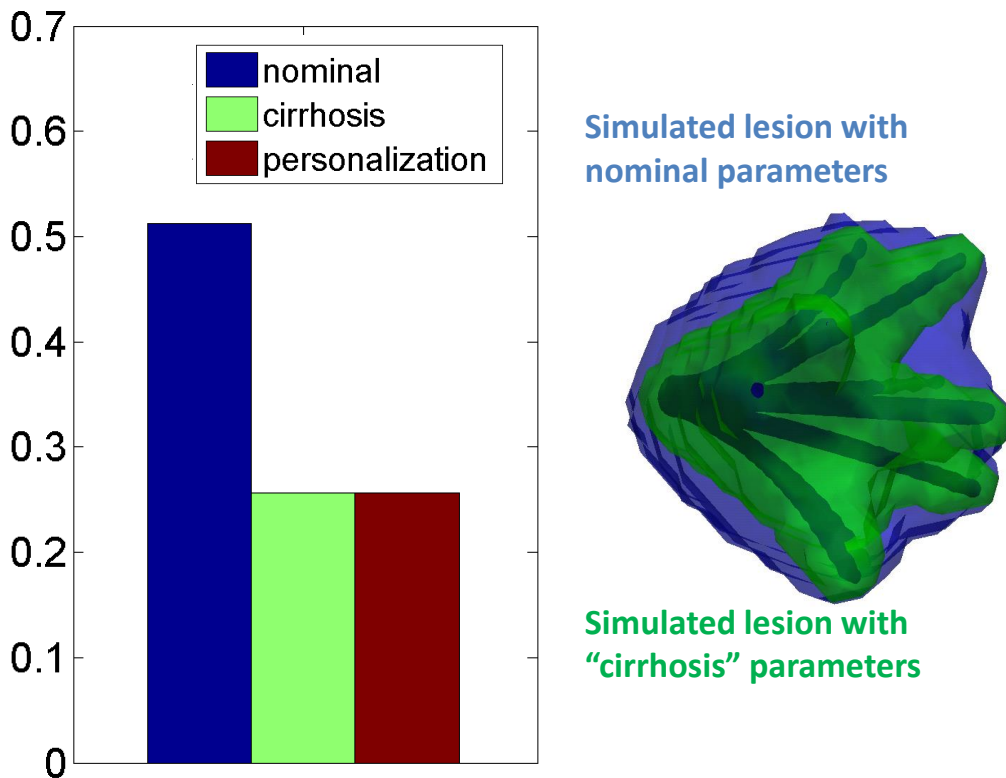 0.7
0.6
0.5
0.4
0.3
0.2
0.1
0
nominal
cirrhosis
personalization
Simulated lesion with
nominal parameters
Simulated lesion with
“cirrhosis” parameters